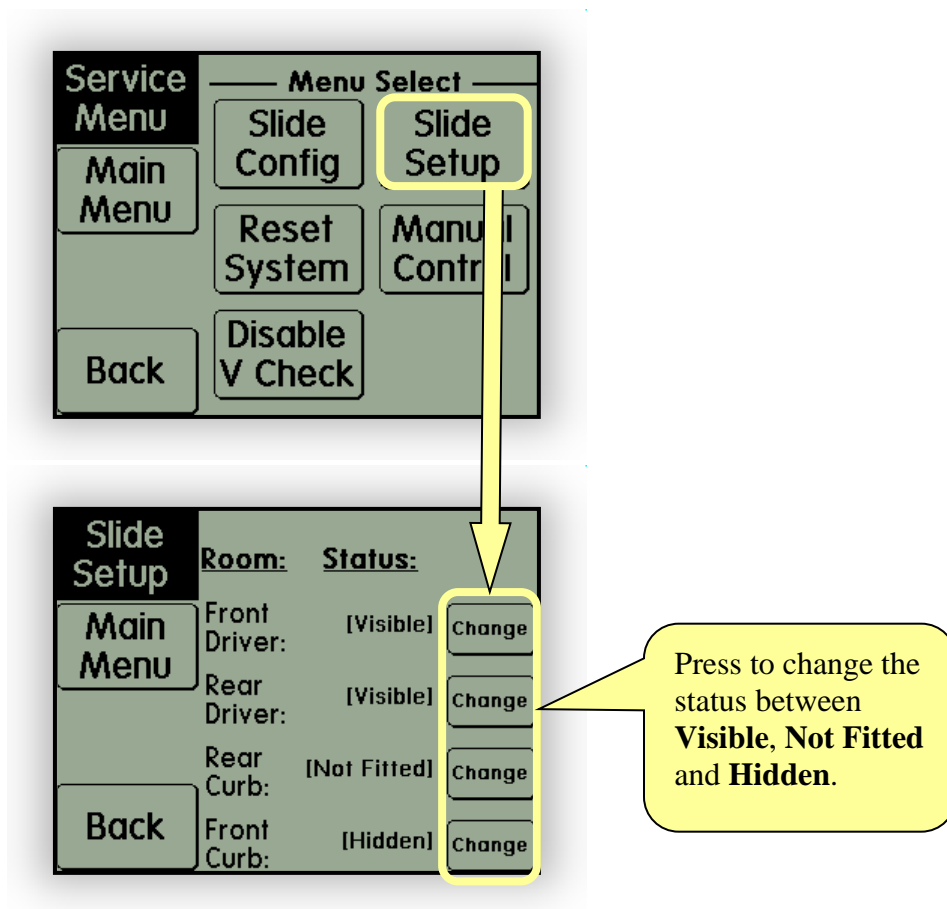 Service
Menu
Menu Select
Slide
Config
Slide
Setup
Main
Menu
Reset
System
Manual
Control
Disable
V Check
Back
Slide
Setup
Room: Status:
Main
Menu
Front
Driver:
[Visible]
Change
Rear
Driver:
[Visible]
Change
Rear
Curb:
[Not Fitted]
Change
Back
Front
Curb:
[Hidden]
Change
Press to change the
status between
Visible, Not Fitted
and Hidden.